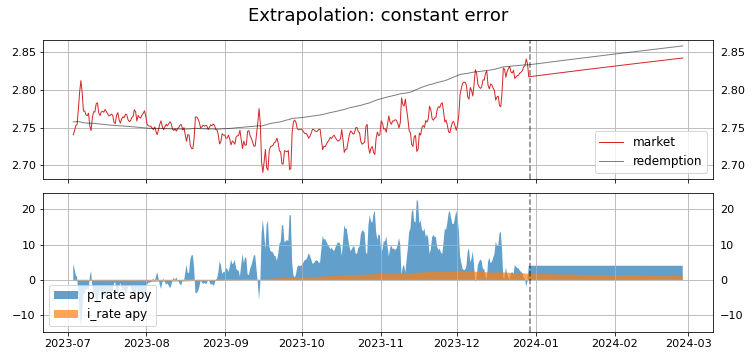 Extrapolation: constant error
2.85 2.85
2.80 2.80
2.75 2.75
2.70 2.70
market
redemption
20 20
10 10
0 0
−10 −10
p_rate apy
i_rate apy
2023-07 2023-08 2023-09 2023-10 2023-11 2023-12 2024-01 2024-02 2024-03